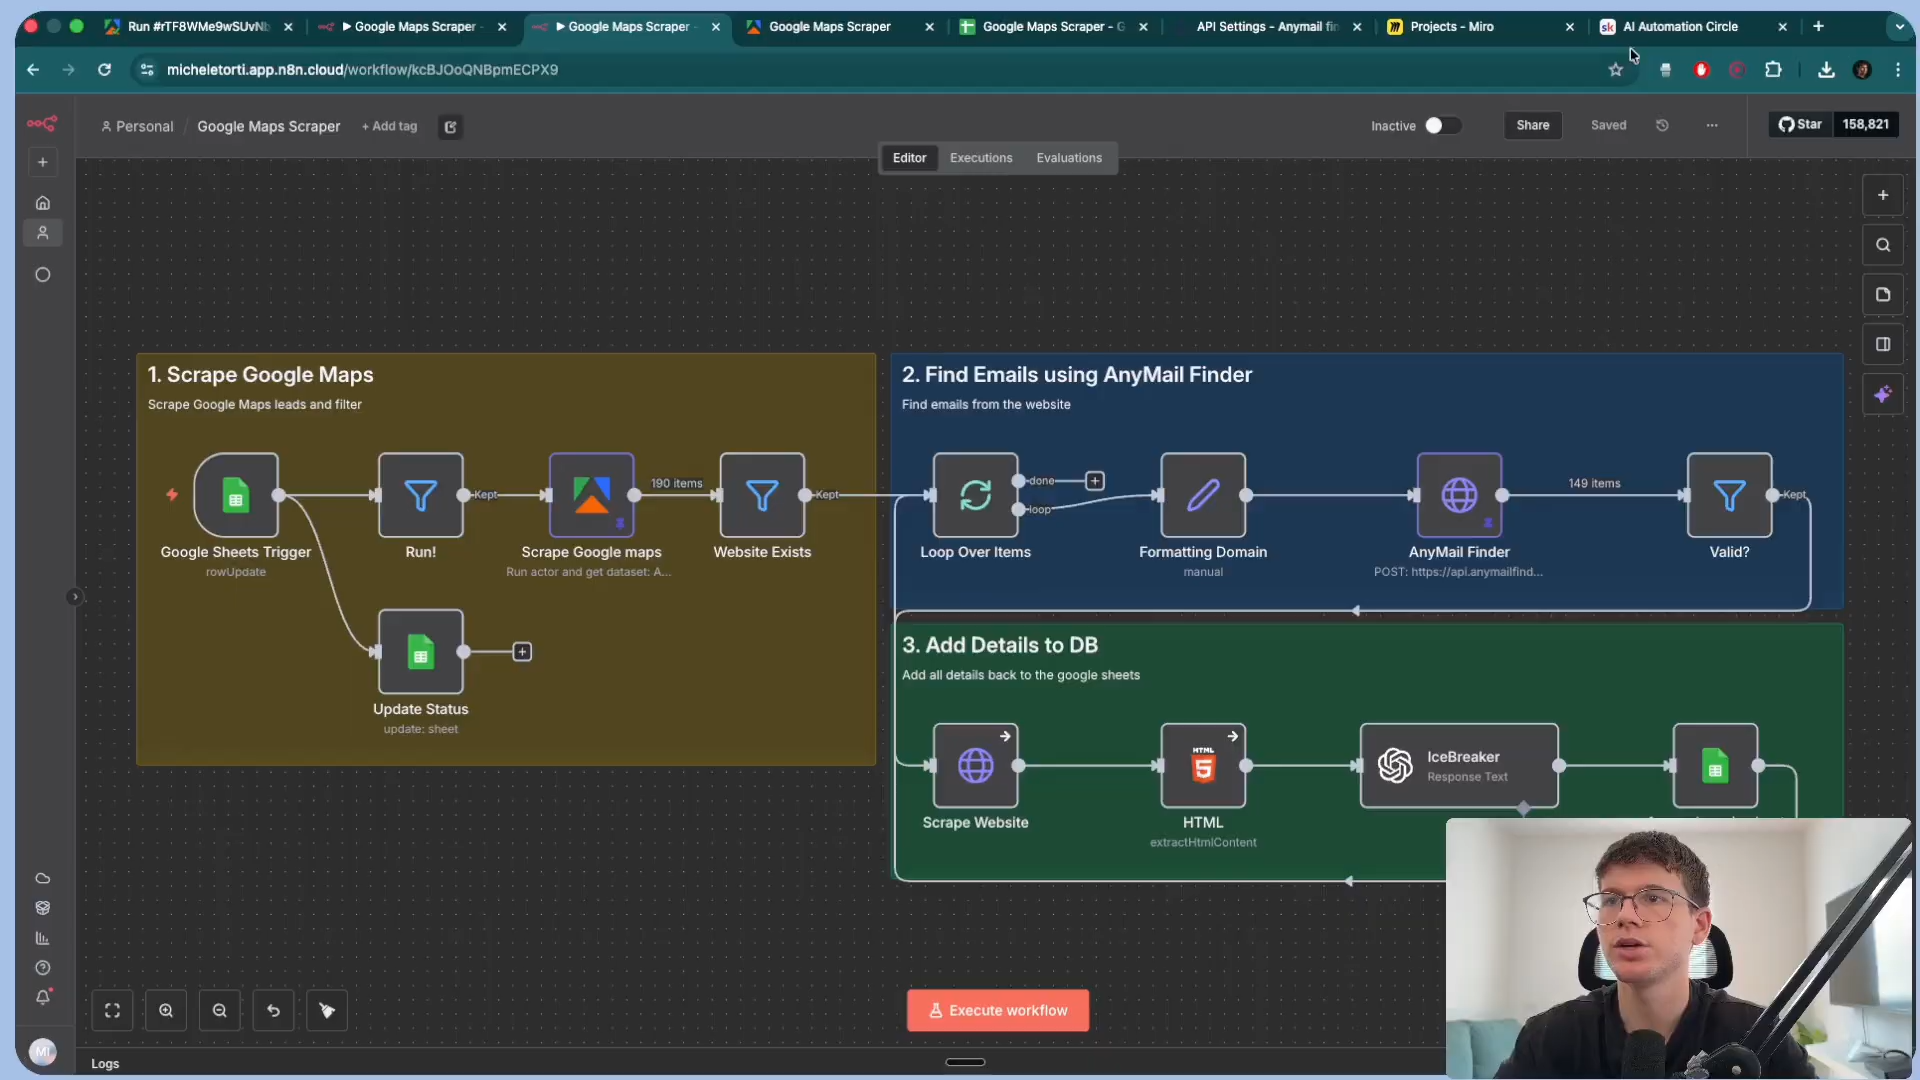 Run #rTF8WMe9wSUvNb
Google Maps Scraper -
Google Maps Scraper -
Google Maps Scraper
Google Maps Scraper - G
API Settings - Anymail fin
Projects - Miro
sk AI Automation Circle
micheletorti.app.n8n.cloud/workflow/kcBJOoQNBpmECPX9
Personal / Google Maps Scraper + Add tag
Inactive Share Saved ... Star 158,821
Editor Executions Evaluations
1. Scrape Google Maps
Scrape Google Maps leads and filter
Google Sheets Trigger
rowUpdate
Run!
Kept
Scrape Google maps
Run actor and get dataset: A...
190 items
Website Exists
Kept
Update Status
update: sheet
2. Find Emails using AnyMail Finder
Find emails from the website
Loop Over Items
done
loop
Formatting Domain
manual
AnyMail Finder
POST: https://api.anymailfind...
149 items
Valid?
Kept
3. Add Details to DB
Add all details back to the google sheets
Scrape Website
HTML
5
HTML
extractHtmlContent
IceBreaker
Response Text
Execute workflow
MI
Logs